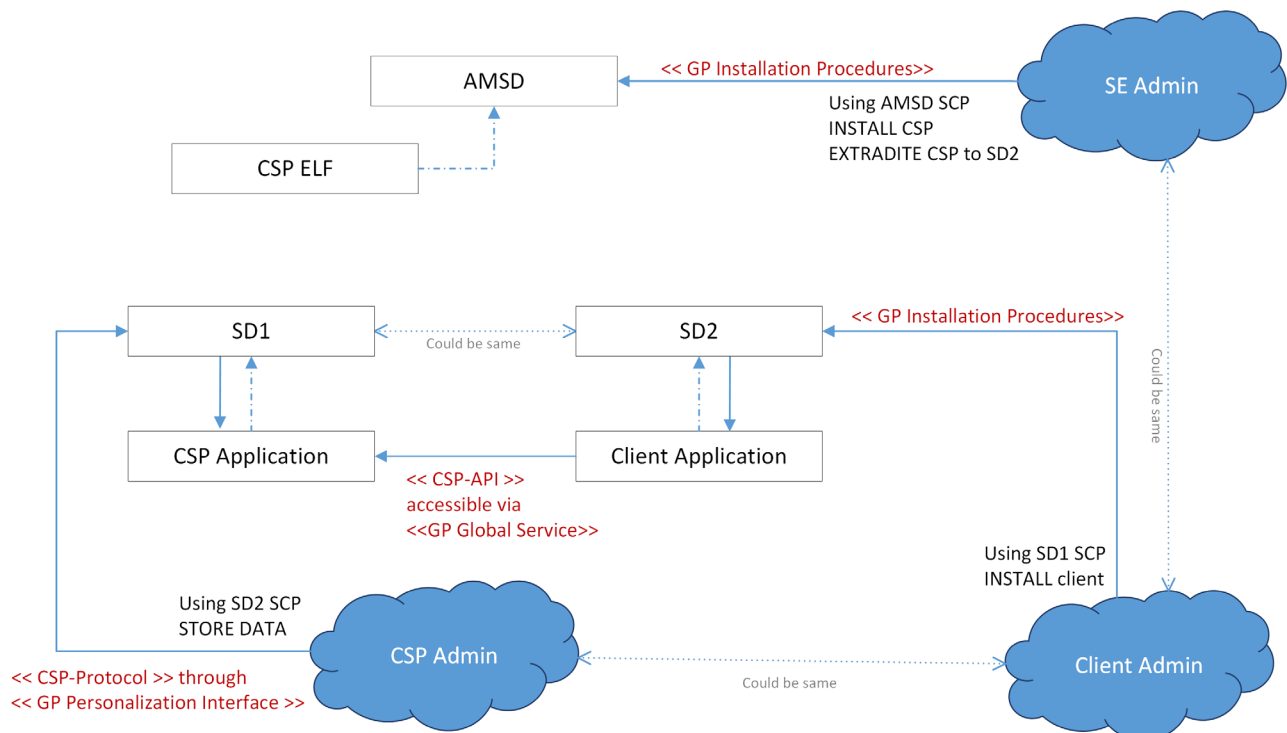 << GP Installation Procedures>>
AMSD
SE Admin
Using AMSD SCP
INSTALL CSP
EXTRADITE CSP to SD2
CSP ELF
<< GP Installation Procedures>>
SD1
SD2
Could be same
Could be same
CSP Application
Client Application
<< CSP-API >>
accessible via
<<GP Global Service>>
Using SD1 SCP
INSTALL client
Using SD2 SCP
STORE DATA
CSP Admin
Client Admin
<< CSP-Protocol >> through
<< GP Personalization Interface >>
Could be same